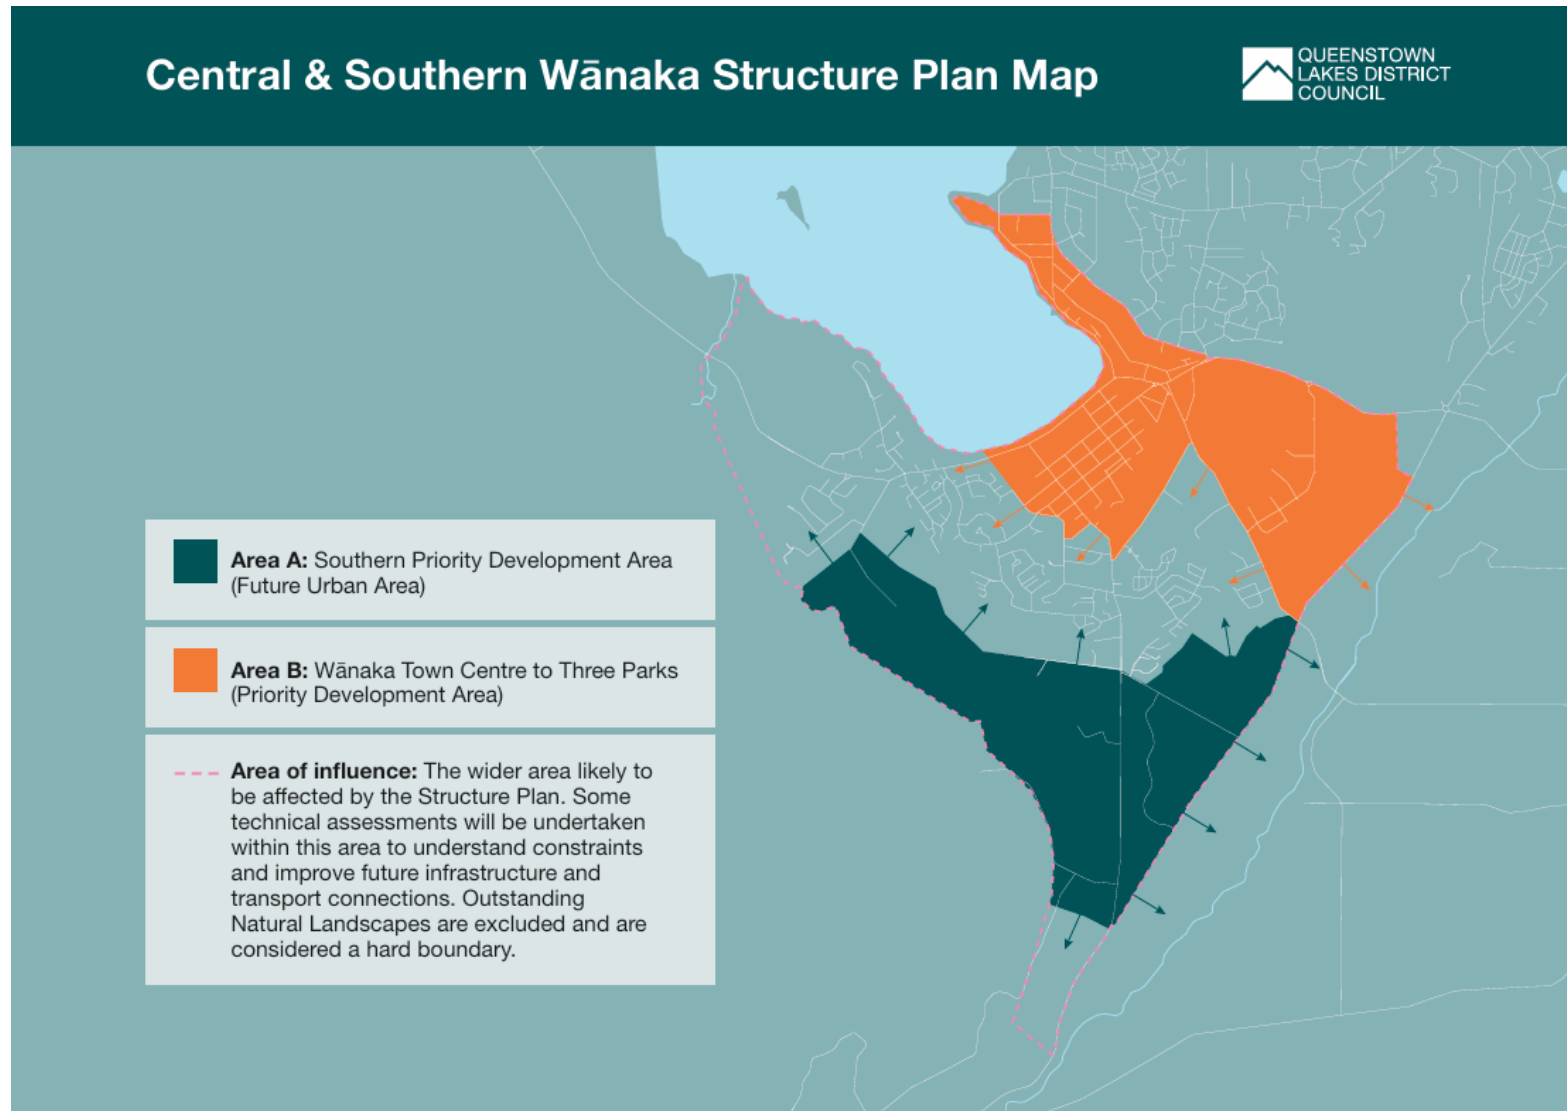 Central & Southern Wānaka Structure Plan Map
QUEENSTOWN
LAKES DISTRICT
COUNCIL
Area A: Southern Priority Development Area
(Future Urban Area)
Area B: Wānaka Town Centre to Three Parks
(Priority Development Area)
Area of influence: The wider area likely to
be affected by the Structure Plan. Some
technical assessments will be undertaken
within this area to understand constraints
and improve future infrastructure and
transport connections. Outstanding
Natural Landscapes are excluded and are
considered a hard boundary.